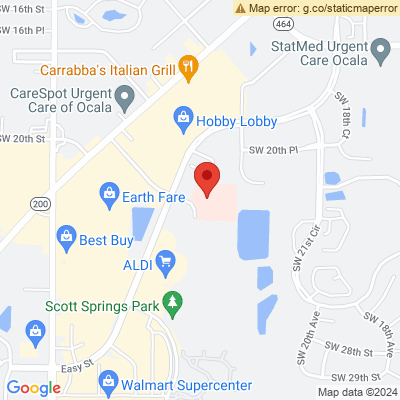 SW 16th St
Map error: g.co/staticmaperror
SW 16th Pl
464
StatMed Urgent
Care Ocala
Carrabba's Italian Grill
CareSpot Urgent
Care of Ocala
SW 18th Ct
Hobby Lobby
SW 20th St
SW 20th Pl
200
Earth Fare
Best Buy
SW 21st Cir
ALDI
Scott Springs Park
SW 20th Ave
SW 18th Ave
SW 28th St
Easy St
SW 29th St
Walmart Supercenter
Google
Map data ©2024